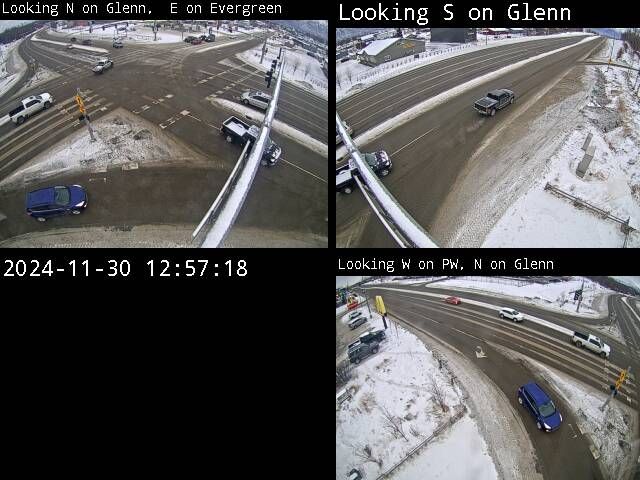 Looking N on Glenn,  E on Evergreen
Looking S on Glenn
2024-11-30 12:57:18
Looking W on PW, N on Glenn